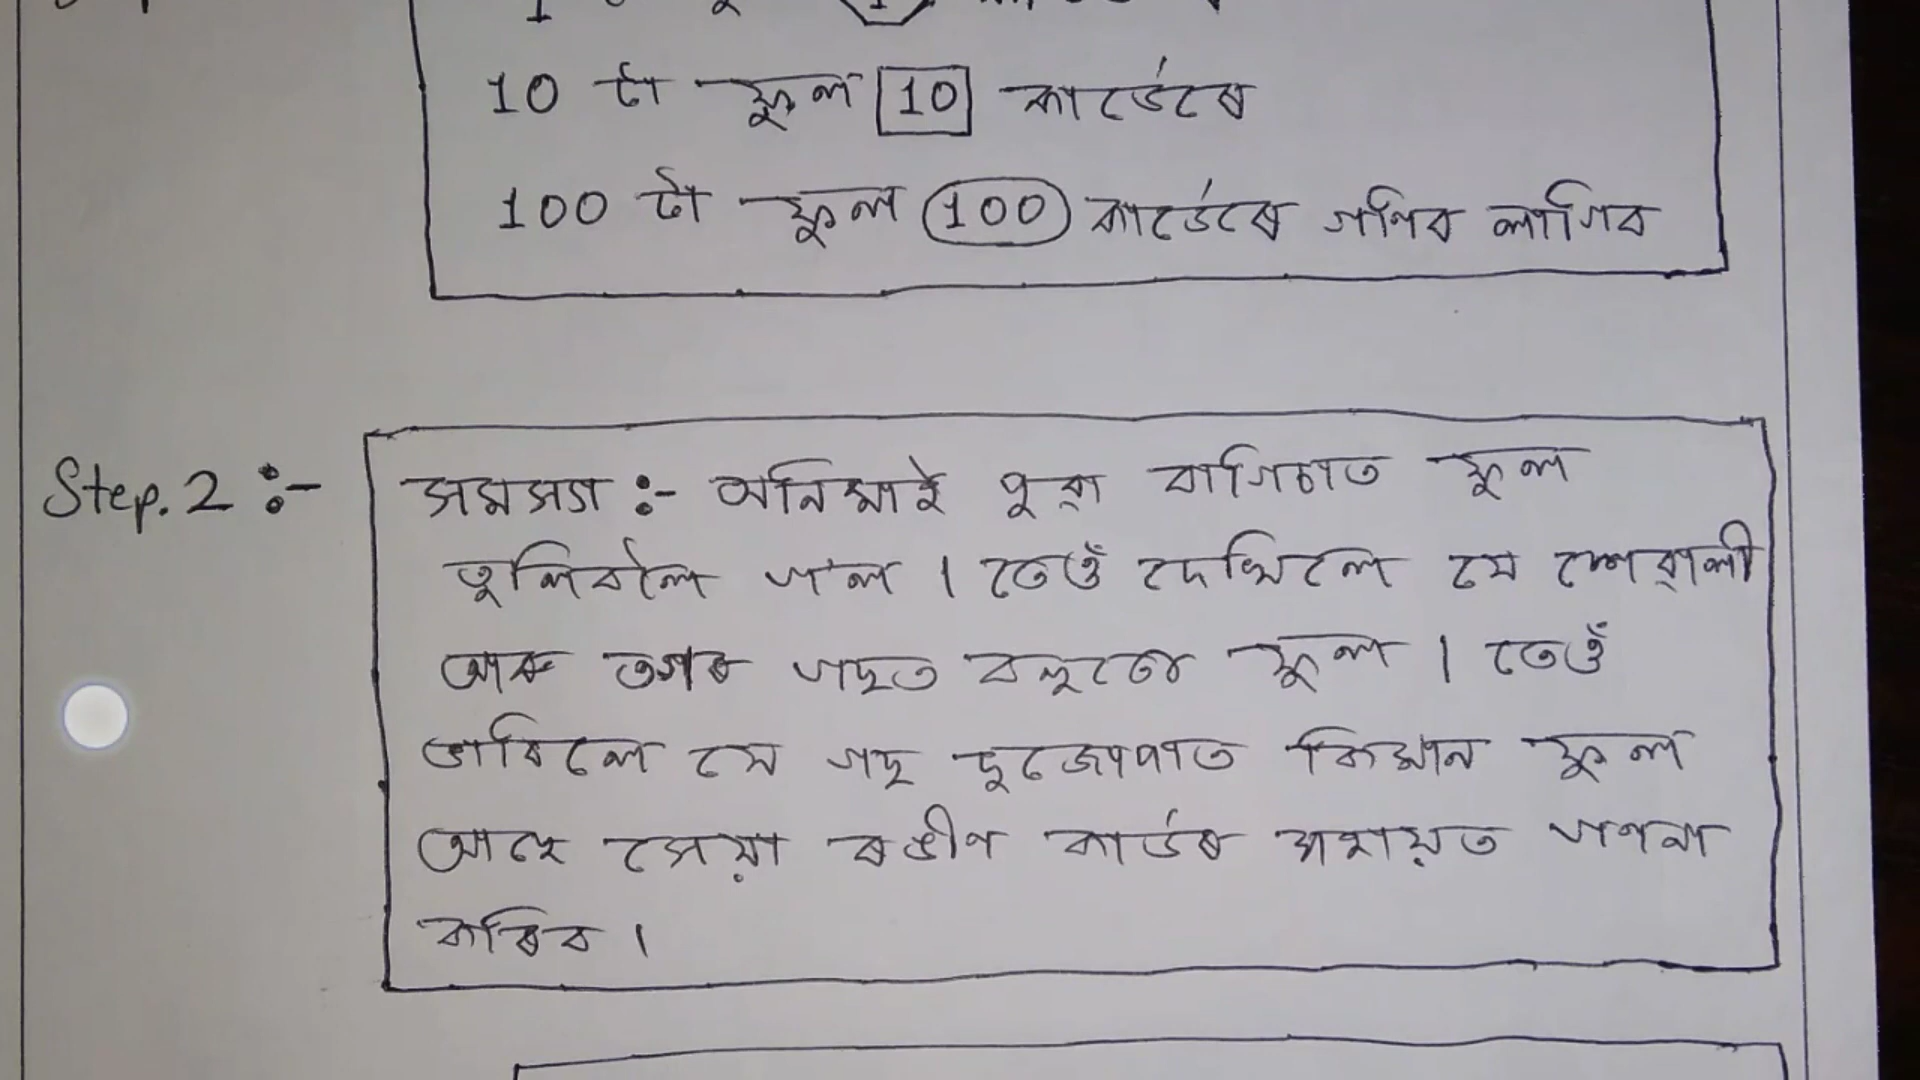 10 টা ফুল 10 কাৰ্ডেৰে
100 টা ফুল 100 কাৰ্ডেৰে গণিব লাগিব
Step. 2 :- সমস্যা :- অনিমাই পুৱা বাগিচাত ফুল
তুলিবলৈ গ'ল । তেওঁ দেখিলে যে শেৱালী
আৰু তগৰ গছত বহুতো ফুল । তেওঁ
ভাবিলে যে গছ দুজোপাত কিমান ফুল
আছে সেয়া ৰঙীণ কাৰ্ডৰ সহায়ত গণনা
কৰিব ।